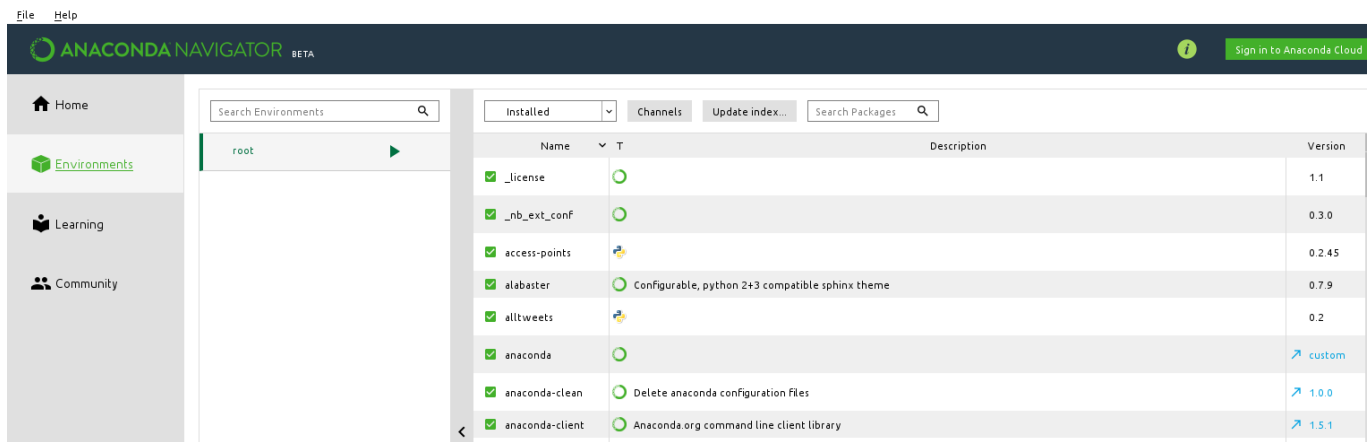 File Help
ANACONDA NAVIGATOR BETA
i Sign in to Anaconda Cloud
Home
Environments
Learning
Community
Search Environments
root
Installed Channels Update index... Search Packages
Name T Description Version
_license 1.1
_nb_ext_conf 0.3.0
access-points 0.2.45
alabaster Configurable, python 2+3 compatible sphinx theme 0.7.9
alltweets 0.2
anaconda custom
anaconda-clean Delete anaconda configuration files 1.0.0
anaconda-client Anaconda.org command line client library 1.5.1